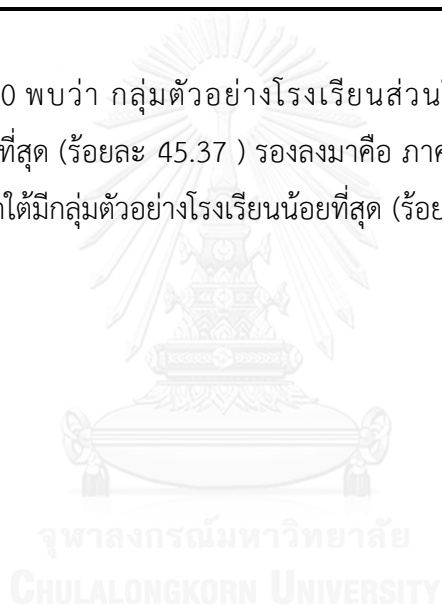 0 พบว่า กลุ่มตัวอย่างโรงเรียนส่วน
ที่สุด (ร้อยละ 45.37 ) รองลงมาคือ ภาค
ใต้มีกลุ่มตัวอย่างโรงเรียนน้อยที่สุด (ร้อย
จุฬาลงกรณ์มหาวิทยาลัย
CHULALONGKORN UNIVERSITY